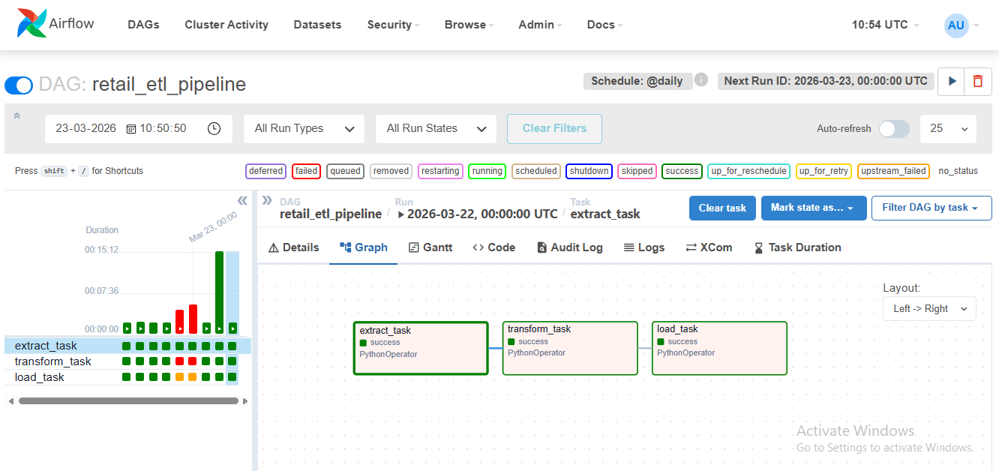 Airflow DAGs Cluster Activity Datasets Security Browse Admin Docs 10:54 UTC AU
DAG: retail_etl_pipeline Schedule: @daily Next Run ID: 2026-03-23, 00:00:00 UTC
23-03-2026 10:50:50 All Run Types All Run States Clear Filters Auto-refresh 25
Press shift + / for Shortcuts deferred failed queued removed restarting running scheduled shutdown skipped success up_for_reschedule up_for_retry upstream_failed no_status
DAG Run Task
retail_etl_pipeline / 2026-03-22, 00:00:00 UTC / extract_task Clear task Mark state as... Filter DAG by task
Mar 23, 00:00
Duration
00:15:12
00:07:36
00:00:00
extract_task
transform_task
load_task
Details Graph Gantt Code Audit Log Logs XCom Task Duration
Layout:
Left -> Right
extract_task
success
PythonOperator
transform_task
success
PythonOperator
load_task
success
PythonOperator
Activate Windows
Go to Settings to activate Windows.